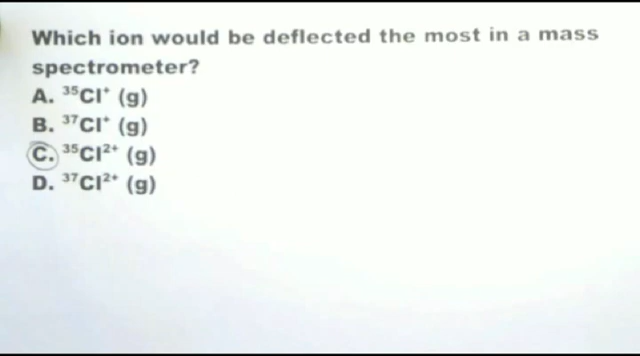 Which ion would be deflected the most in a mass
spectrometer?
A. ³⁵Cl⁺ (g)
B. ³⁷Cl⁺ (g)
C. ³⁵Cl²⁺ (g)
D. ³⁷Cl²⁺ (g)